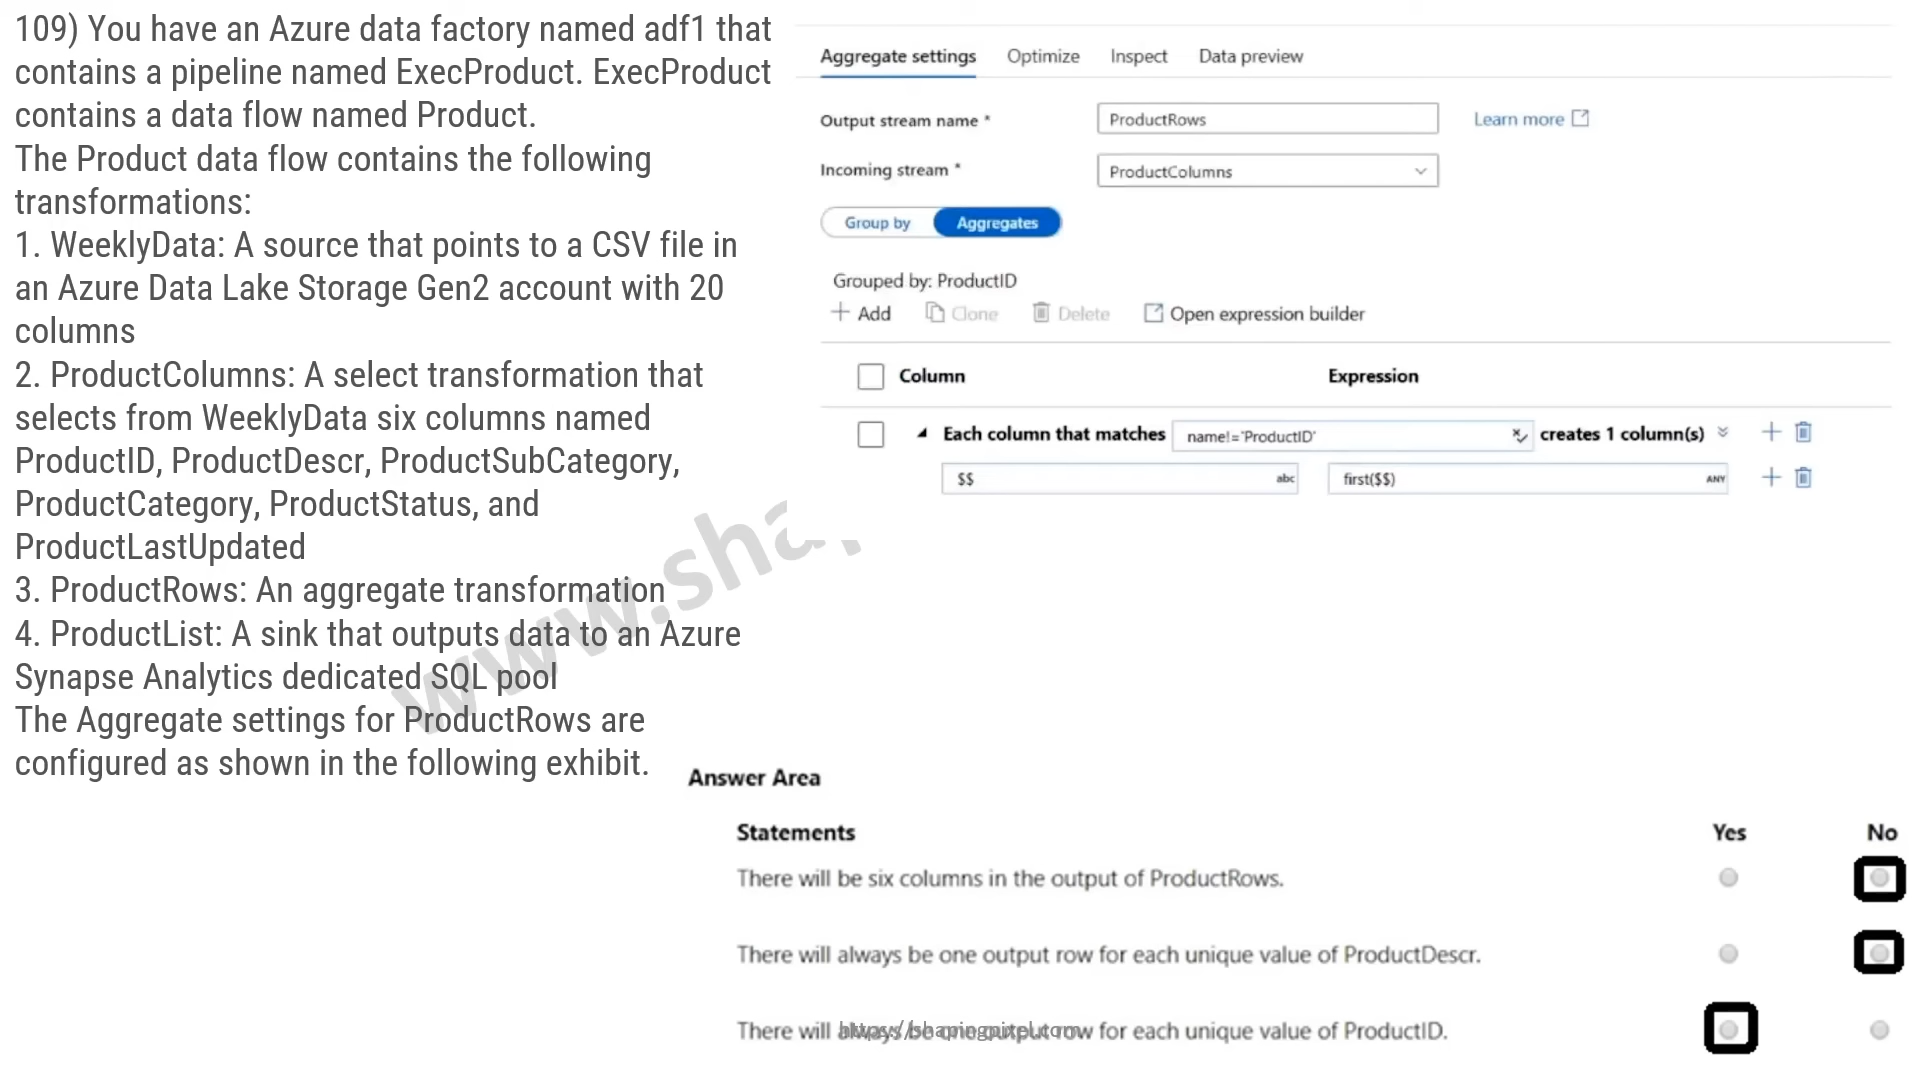 109) You have an Azure data factory named adf1 that
contains a pipeline named ExecProduct. ExecProduct
contains a data flow named Product.
The Product data flow contains the following
transformations:
1. WeeklyData: A source that points to a CSV file in
an Azure Data Lake Storage Gen2 account with 20
columns
2. ProductColumns: A select transformation that
selects from WeeklyData six columns named
ProductID, ProductDescr, ProductSubCategory,
ProductCategory, ProductStatus, and
ProductLastUpdated
3. ProductRows: An aggregate transformation
4. ProductList: A sink that outputs data to an Azure
Synapse Analytics dedicated SQL pool
The Aggregate settings for ProductRows are
configured as shown in the following exhibit.
www.sha
Aggregate settings Optimize Inspect Data preview
Output stream name * ProductRows Learn more
Incoming stream * ProductColumns
Group by Aggregates
Grouped by: ProductID
+ Add Clone Delete Open expression builder
Column Expression
Each column that matches name!='ProductID' creates 1 column(s)
$$ abc first($$) ANY
Answer Area
Statements Yes No
There will be six columns in the output of ProductRows.
There will always be one output row for each unique value of ProductDescr.
There will always be one output row for each unique value of ProductID.
https://shapingpixel.com